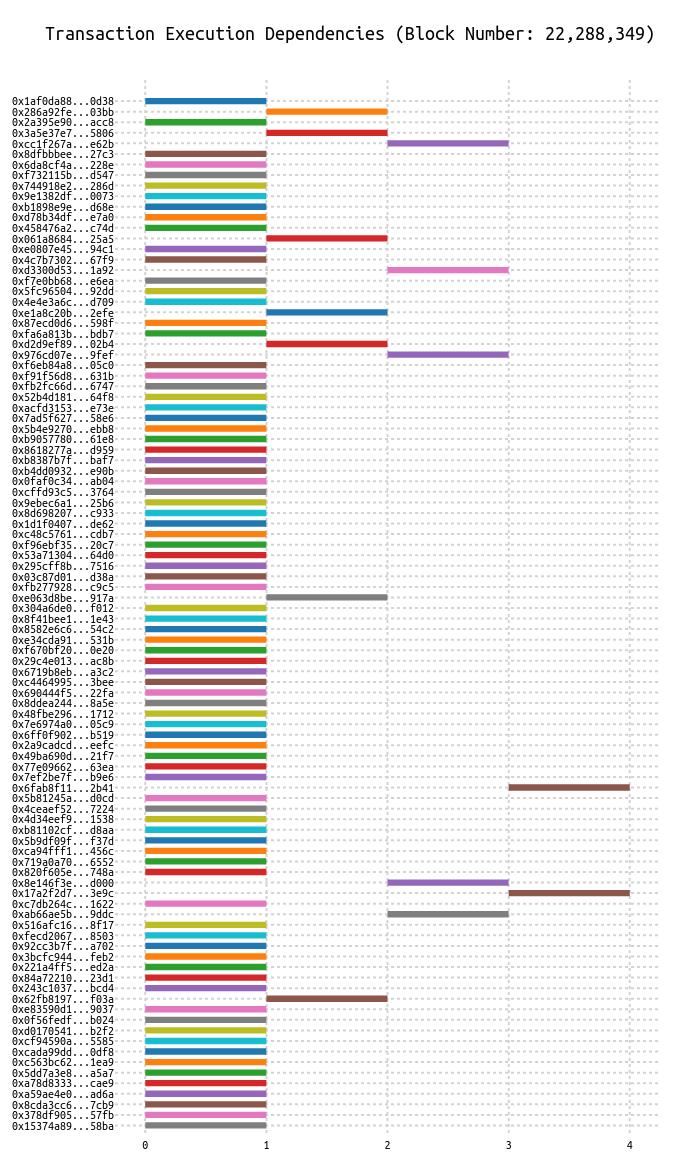 Transaction Execution Dependencies (Block Number: 22,288,349)
0x1af0da88...0d38
0x286a92fe...03bb
0x2a395e90...acc8
0x3a5e37e7...5806
0xcc1f267a...e62b
0x8dfbbbee...27c3
0x6da8cf4a...228e
0xf732115b...d547
0x744918e2...286d
0x9e1382df...0073
0xb1898e9e...d68e
0xd78b34df...e7a0
0x458476a2...c74d
0x061a8684...25a5
0xe0807e45...94c1
0x4c7b7302...67f9
0xd3300d53...1a92
0xf7e0bb68...e6ea
0x5fc96504...92dd
0x4e4e3a6c...d709
0xe1a8c20b...2efe
0x87ecd0d6...598f
0xfa6a813b...bdb7
0xd2d9ef89...02b4
0x976cd07e...9fef
0xf6eb84a8...05c0
0xf91f56d8...631b
0xfb2fc66d...6747
0x52b4d181...64f8
0xacfd3153...e73e
0x7ad5f627...58e6
0x5b4e9270...ebb8
0xb9057780...61e8
0x8618277a...d959
0xb8387b7f...baf7
0xb4dd0932...e90b
0x0faf0c34...ab04
0xcffd93c5...3764
0x9ebec6a1...25b6
0x8d698207...c933
0x1d1f0407...de62
0xc48c5761...cdb7
0xf96ebf35...20c7
0x53a71304...64d0
0x295cff8b...7516
0x03c87d01...d38a
0xfb277928...c9c5
0xe063d8be...917a
0x304a6de0...f012
0x8f41bee1...1e43
0x8582e6c6...54c2
0xe34cda91...531b
0xf670bf20...0e20
0x29c4e013...ac8b
0x6719b8eb...a3c2
0xc4464995...3bee
0x690444f5...22fa
0x8ddea244...8a5e
0x48fbe296...1712
0x7e6974a0...05c9
0x6ff0f902...b519
0x2a9cadcd...eefc
0x49ba690d...21f7
0x77e09662...63ea
0x7ef2be7f...b9e6
0x6fab8f11...2b41
0x5b81245a...d0cd
0x4ceaef52...7224
0x4d34eef9...1538
0xb81102cf...d8aa
0x5b9df09f...f37d
0xca94fff1...456c
0x719a0a70...6552
0x820f605e...748a
0x8e146f3e...d000
0x17a2f2d7...3e9c
0xc7db264c...1622
0xab66ae5b...9ddc
0x516afc16...8f17
0xfecd2067...8503
0x92cc3b7f...a702
0x3bcfc944...feb2
0x221a4ff5...ed2a
0x84a72210...23d1
0x243c1037...bcd4
0x62fb8197...f03a
0xe83590d1...9037
0x0f56fedf...b024
0xd0170541...b2f2
0xcf94590a...5585
0xcada99dd...0df8
0xc563bc62...1ea9
0x5dd7a3e8...a5a7
0xa78d8333...cae9
0xa59ae4e0...ad6a
0x8cda3cc6...7cb9
0x378df905...57fb
0x15374a89...58ba
0 1 2 3 4